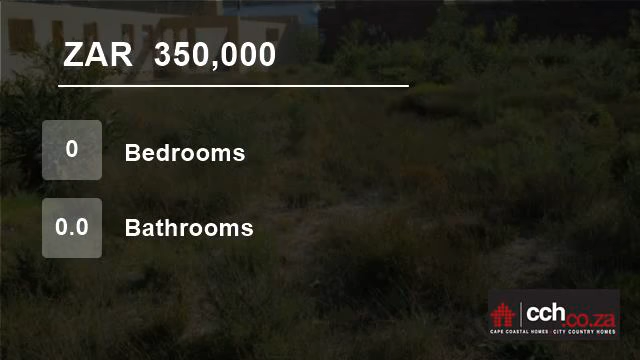 ZAR 350,000
0 Bedrooms
0.0 Bathrooms
cch.co.za
CAPE COASTAL HOMES · CITY COUNTRY HOMES